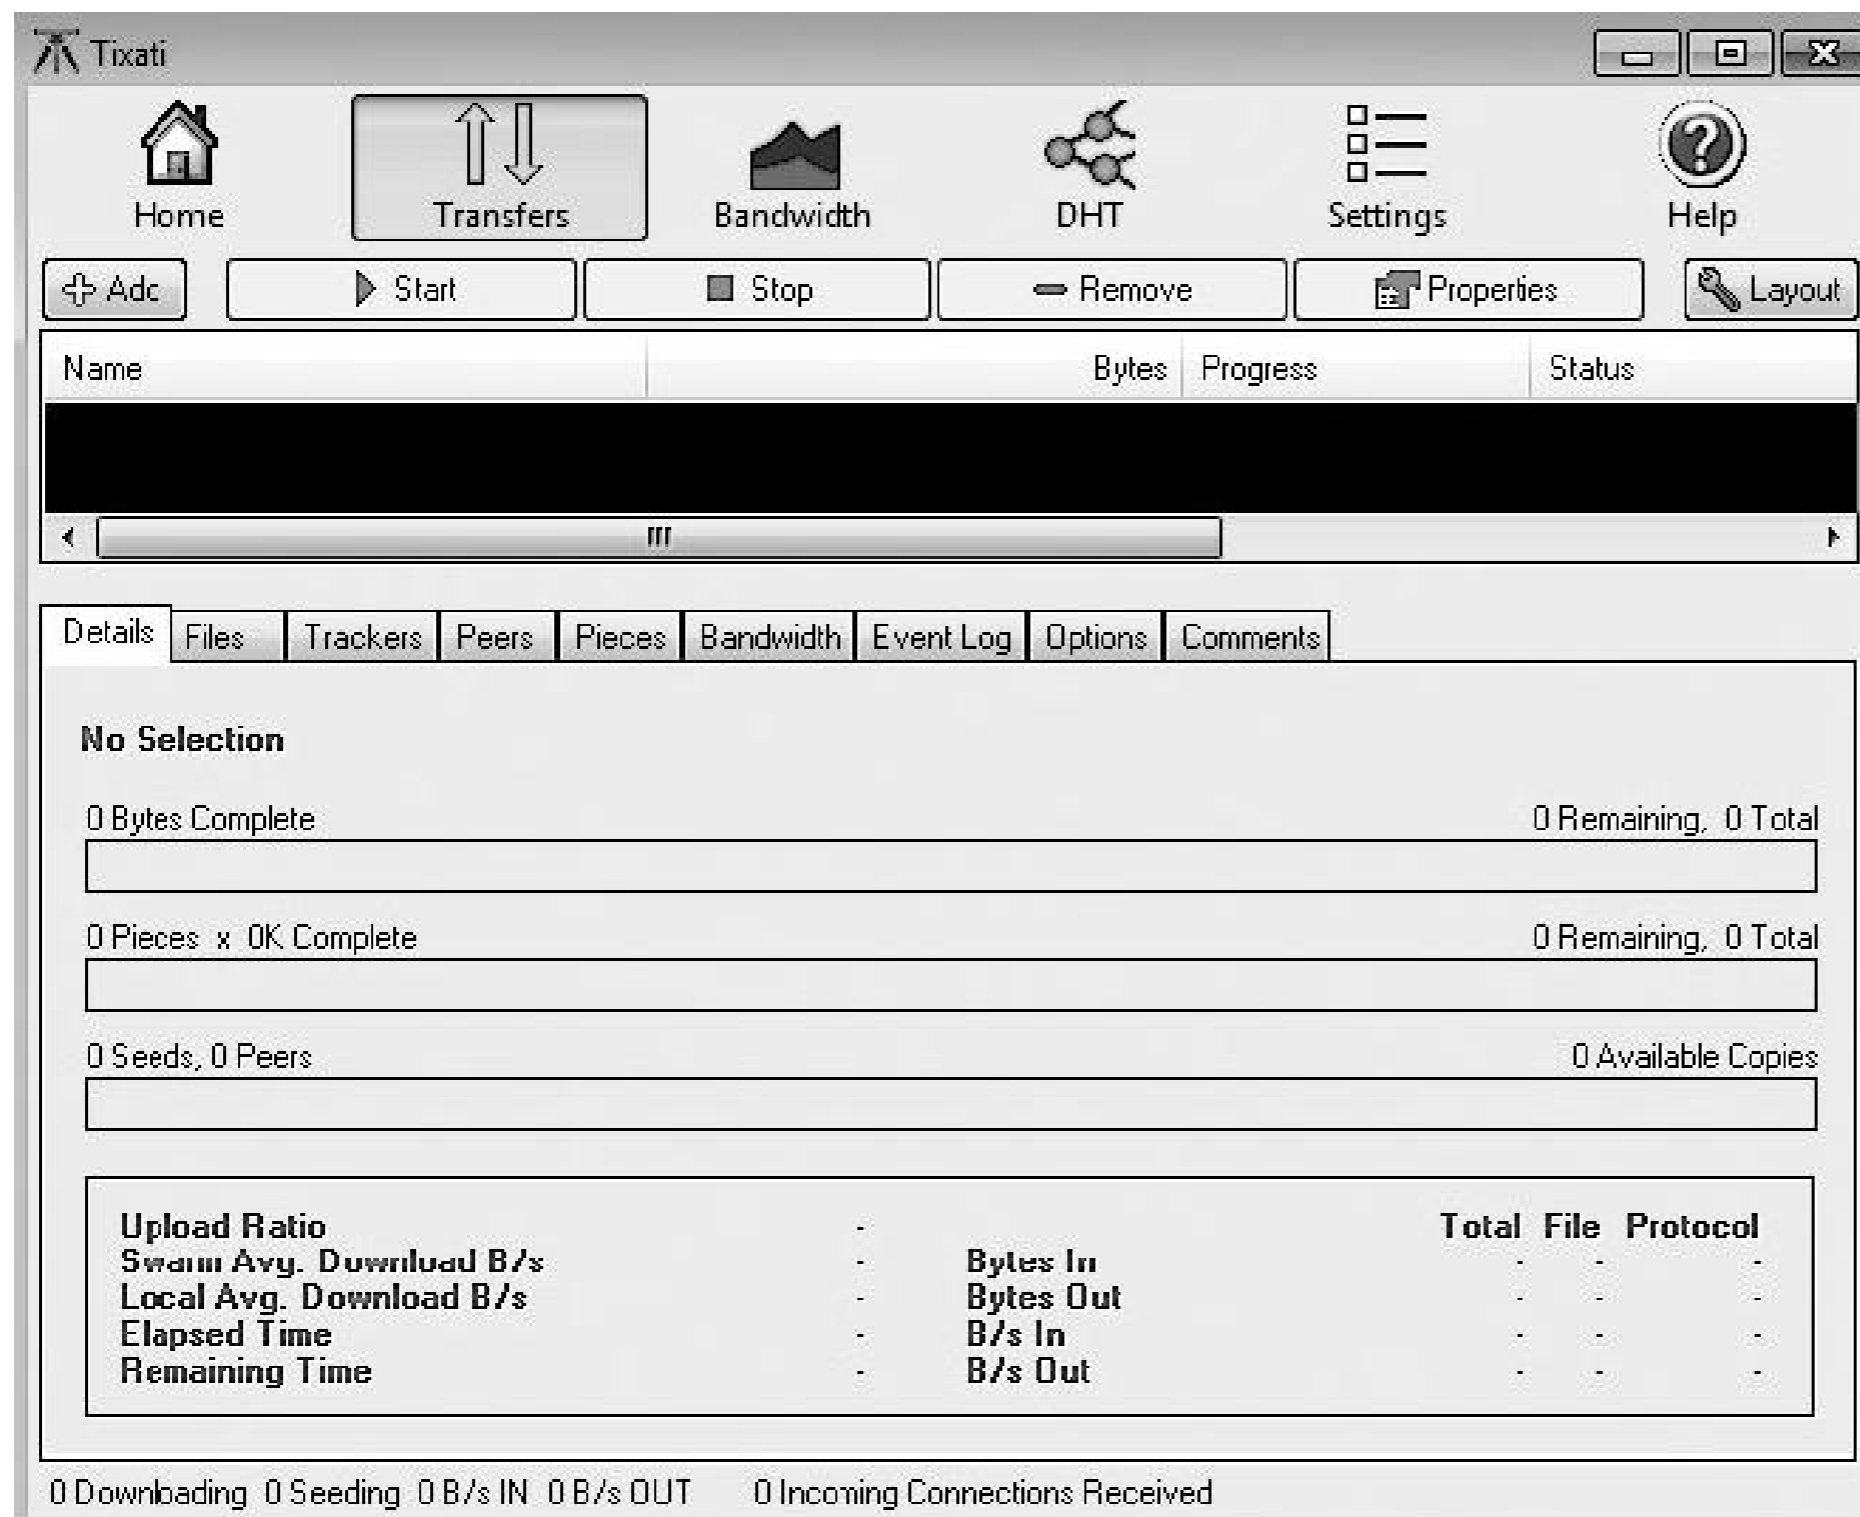 Tixati
Home Transfers Bandwidth DHT Settings Help
Add Start Stop Remove Properties Layout
Name Bytes Progress Status
Details Files Trackers Peers Pieces Bandwidth Event Log Options Comments
No Selection
0 Bytes Complete 0 Remaining, 0 Total
0 Pieces x 0K Complete 0 Remaining, 0 Total
0 Seeds, 0 Peers 0 Available Copies
Upload Ratio - Total File Protocol
Swarm Avg. Download B/s - Bytes In - - -
Local Avg. Download B/s - Bytes Out - - -
Elapsed Time - B/s In - - -
Remaining Time - B/s Out - - -
0 Downloading 0 Seeding 0 B/s IN 0 B/s OUT 0 Incoming Connections Received